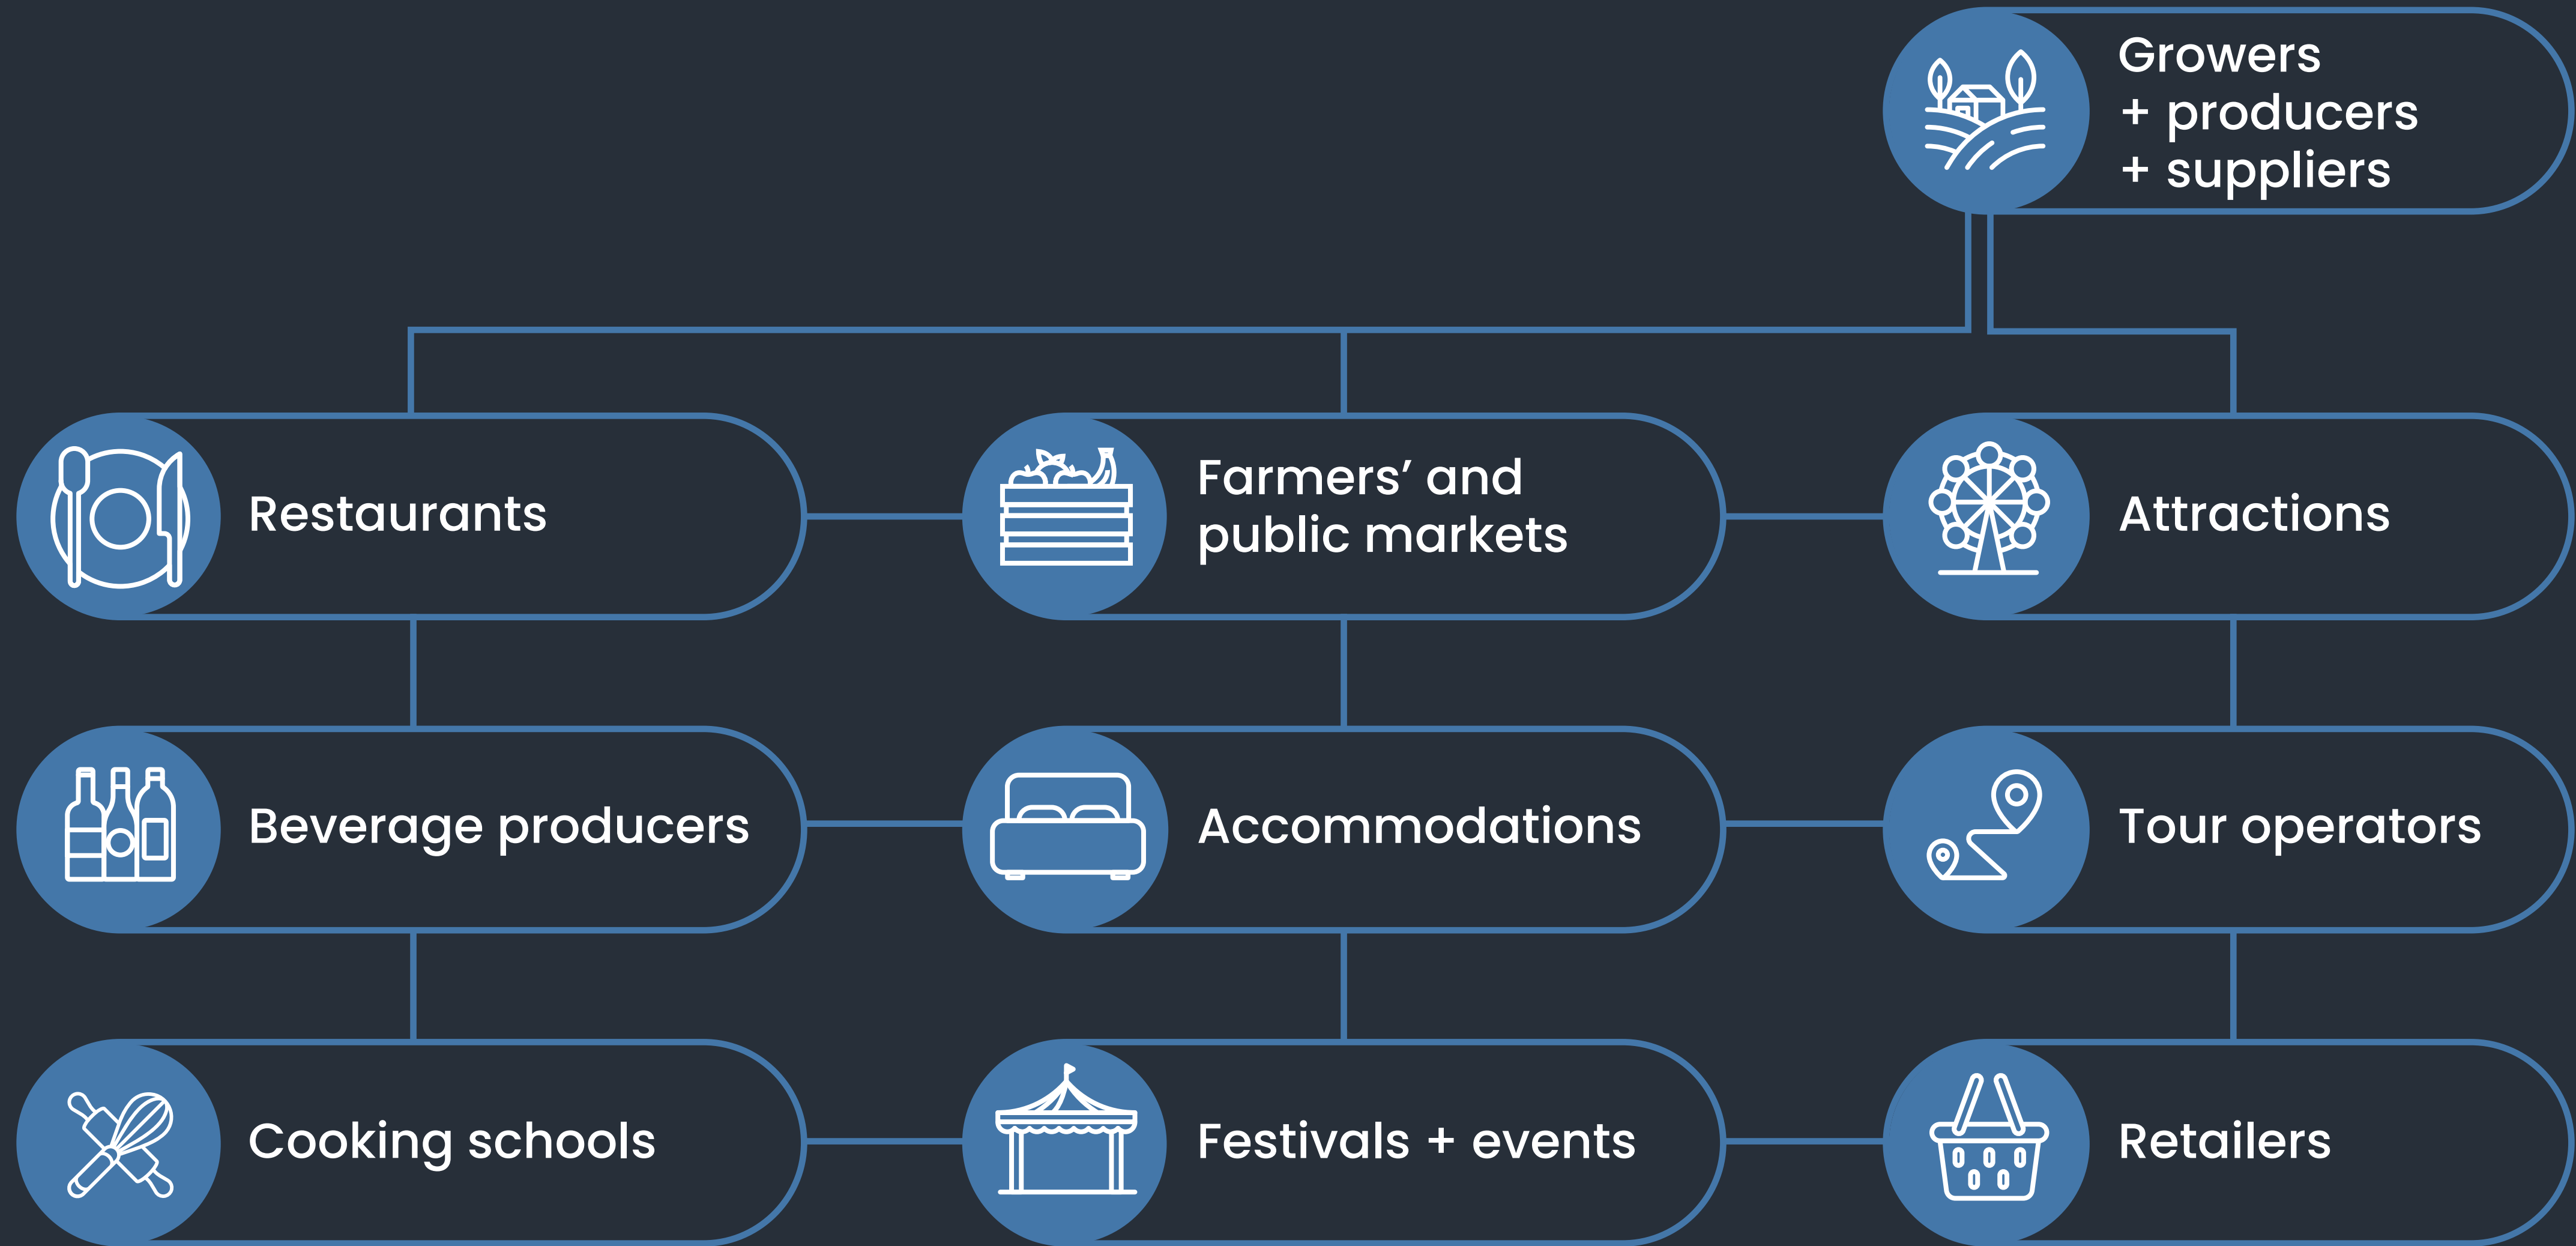 Growers
+ producers
+ suppliers
Restaurants
Farmers’ and
public markets
Attractions
Beverage producers
Accommodations
Tour operators
Cooking schools
Festivals + events
Retailers